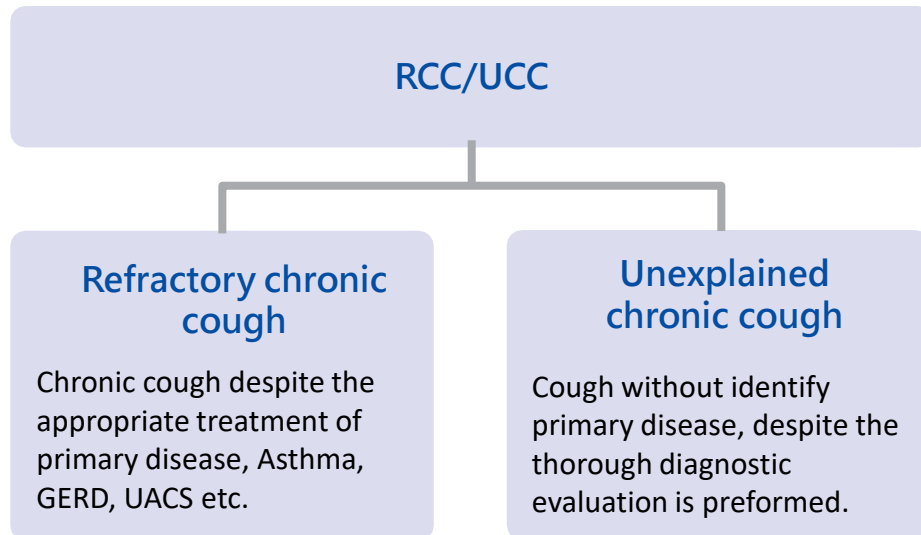 RCC/UCC
Refractory chronic
cough
Chronic cough despite the
appropriate treatment of
primary disease, Asthma,
GERD, UACS etc.
Unexplained
chronic cough
Cough without identify
primary disease, despite the
thorough diagnostic
evaluation is preformed.